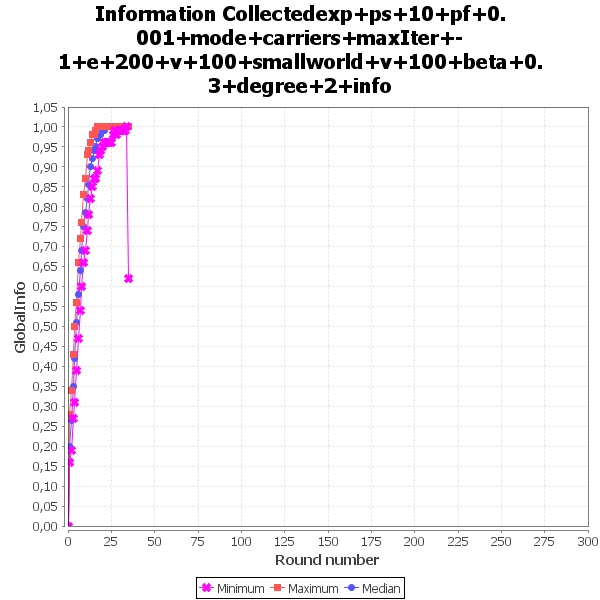 Information Collectedexp+ps+10+pf+0.
001+mode+carriers+maxIter+-
1+e+200+v+100+smallworld+v+100+beta+0.
3+degree+2+info
1,05
1,00
0,95
0,90
0,85
0,80
0,75
0,70
0,65
0,60
0,55
0,50
0,45
0,40
0,35
0,30
0,25
0,20
0,15
0,10
0,05
0,00
GlobalInfo
0 25 50 75 100 125 150 175 200 225 250 275 300
Round number
Minimum Maximum Median